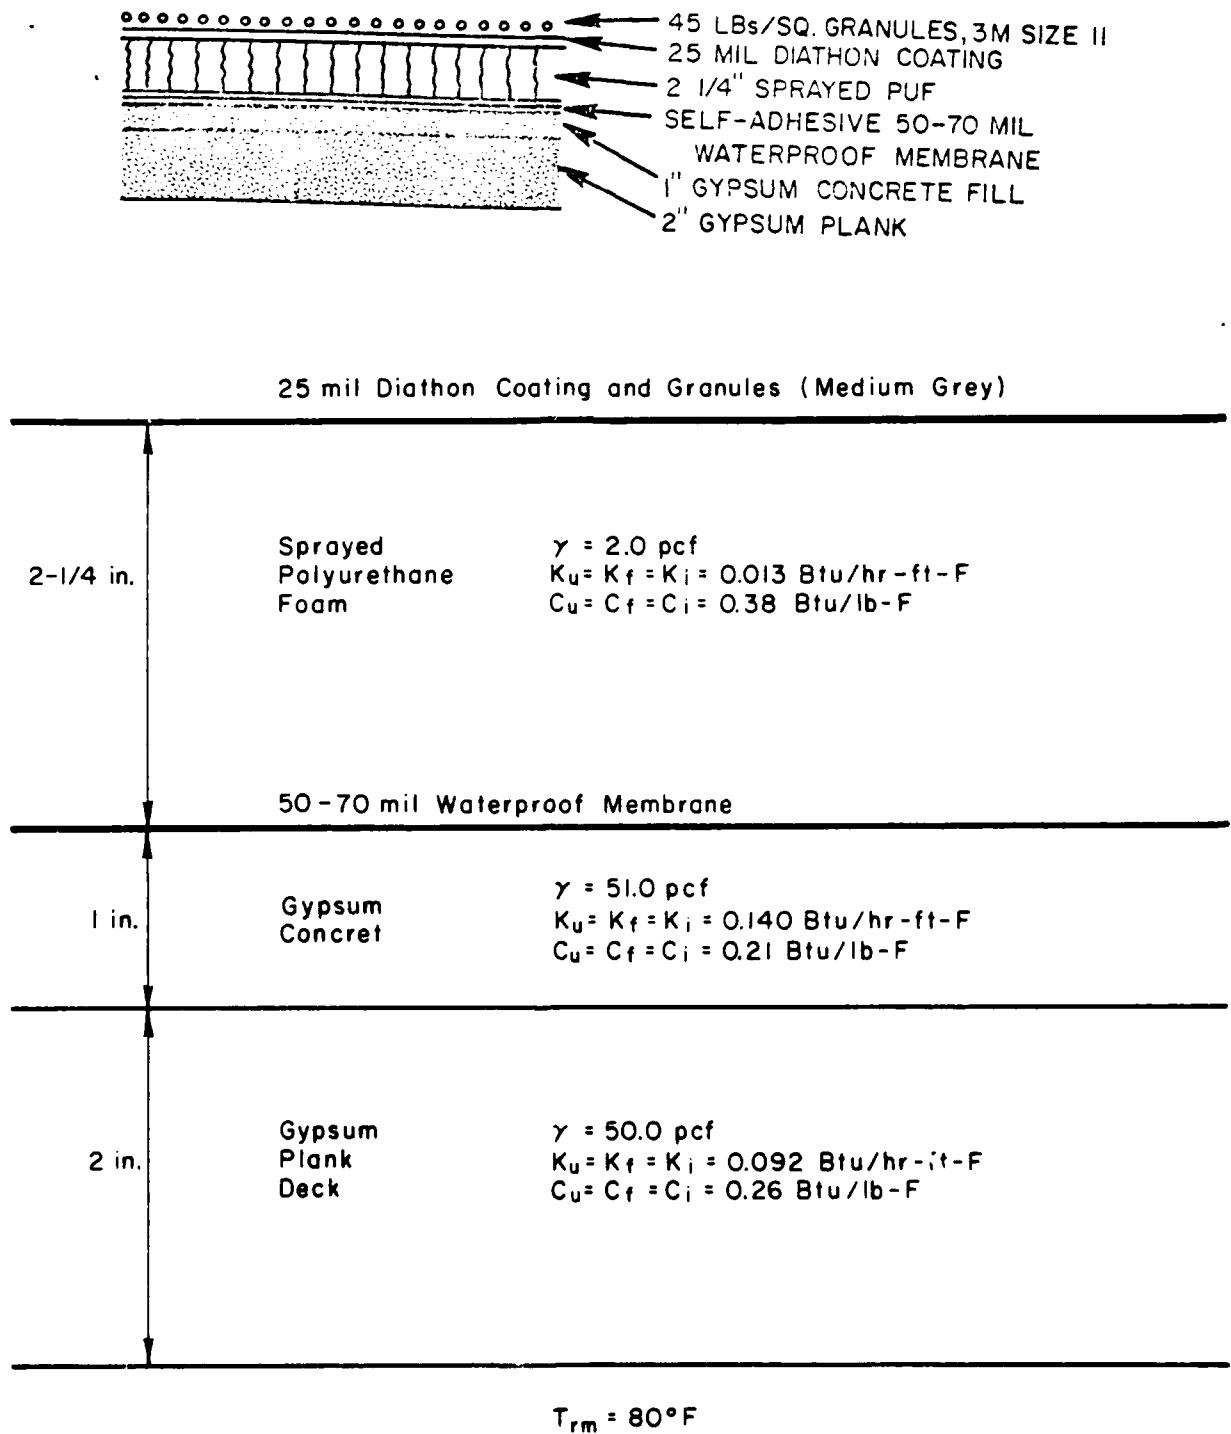 45 LBs/SQ. GRANULES, 3M SIZE 11
25 MIL DIATHON COATING
2 1/4" SPRAYED PUF
SELF-ADHESIVE 50-70 MIL
WATERPROOF MEMBRANE
1" GYPSUM CONCRETE FILL
2" GYPSUM PLANK
25 mil Diathon Coating and Granules (Medium Grey)
2-1/4 in.
Sprayed
Polyurethane
Foam
γ = 2.0 pcf
Ku = Kf = Ki = 0.013 Btu/hr-ft-F
Cu = Cf = Ci = 0.38 Btu/lb-F
50-70 mil Waterproof Membrane
1 in.
Gypsum
Concret
γ = 51.0 pcf
Ku = Kf = Ki = 0.140 Btu/hr-ft-F
Cu = Cf = Ci = 0.21 Btu/lb-F
2 in.
Gypsum
Plank
Deck
γ = 50.0 pcf
Ku = Kf = Ki = 0.092 Btu/hr-ft-F
Cu = Cf = Ci = 0.26 Btu/lb-F
Trm = 80°F